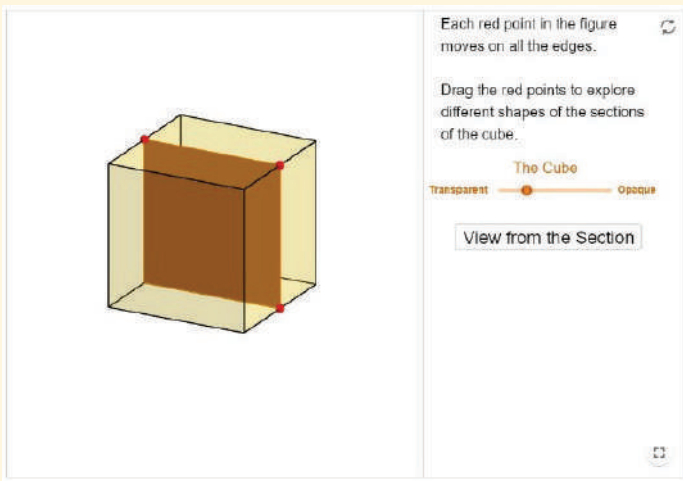 Each red point in the figure
moves on all the edges.
Drag the red points to explore
different shapes of the sections
of the cube.
The Cube
Transparent
Opaque
View from the Section